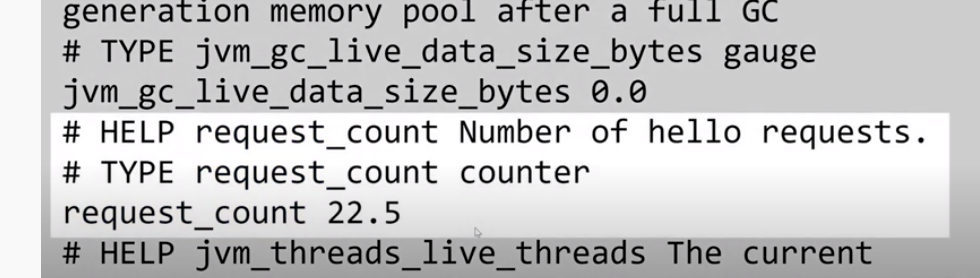 generation memory pool after a full GC
# TYPE jvm_gc_live_data_size_bytes gauge
jvm_gc_live_data_size_bytes 0.0
# HELP request_count Number of hello requests.
# TYPE request_count counter
request_count 22.5
# HELP jvm_threads_live_threads The current